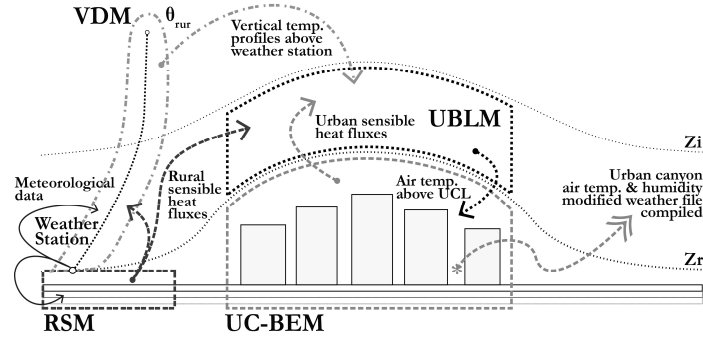 VDM
θrur
Vertical temp.
profiles above
weather station
Urban sensible
heat fluxes
UBLM
Zi
Meteorological
data
Rural
sensible
heat
fluxes
Air temp.
above UCL
Urban canyon
air temp. & humidity
modified weather file
compiled
Weather
Station
*
Zr
RSM
UC-BEM